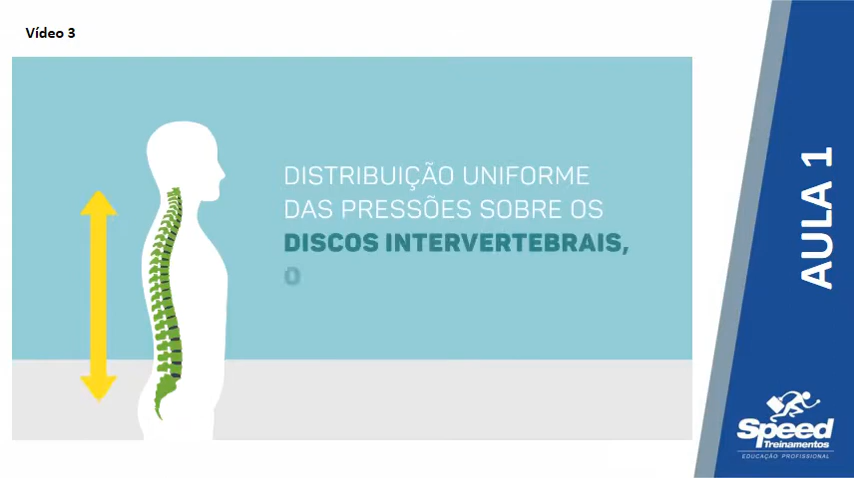 Vídeo 3
DISTRIBUIÇÃO UNIFORME
DAS PRESSÕES SOBRE OS
DISCOS INTERVERTEBRAIS,
O
AULA 1
Speed
Treinamentos
EDUCAÇÃO PROFISSIONAL